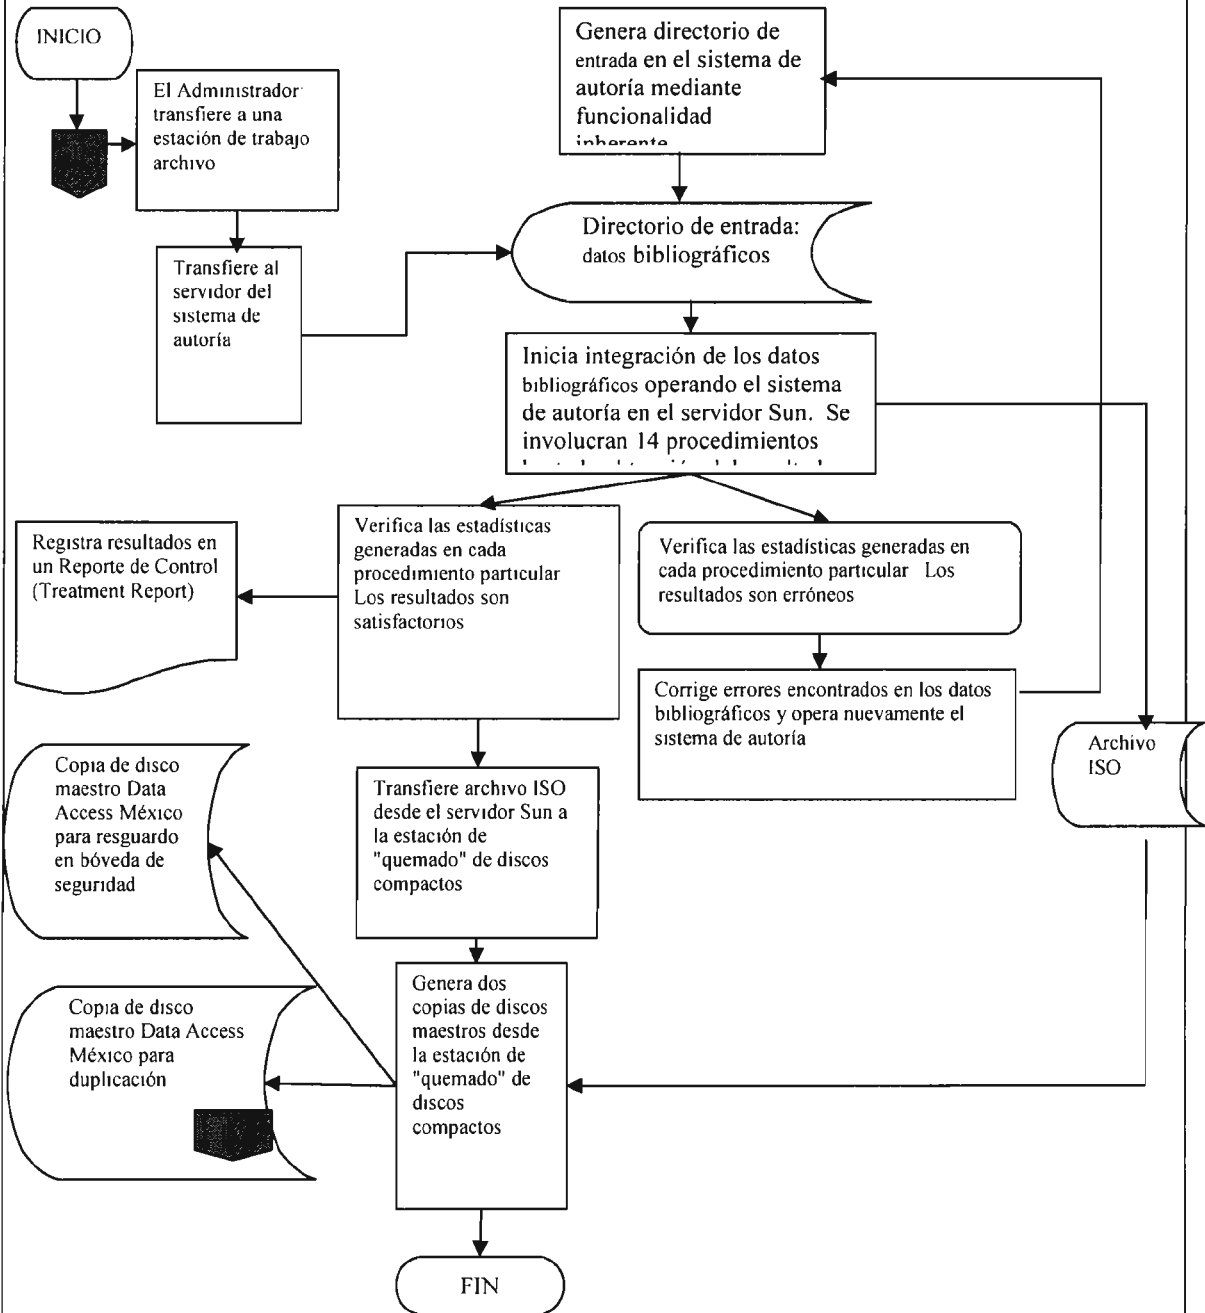 INICIO
El Administrador
transfiere a una
estación de trabajo
archivo
Transfiere al
servidor del
sistema de
autoría
Genera directorio de
entrada en el sistema de
autoría mediante
funcionalidad
inherente
Directorio de entrada:
datos bibliográficos
Inicia integración de los datos
bibliográficos operando el sistema
de autoría en el servidor Sun. Se
involucran 14 procedimientos
Verifica las estadísticas
generadas en cada
procedimiento particular
Los resultados son
satisfactorios
Verifica las estadísticas generadas en
cada procedimiento particular Los
resultados son erróneos
Registra resultados en
un Reporte de Control
(Treatment Report)
Corrige errores encontrados en los datos
bibliográficos y opera nuevamente el
sistema de autoría
Archivo
ISO
Copia de disco
maestro Data
Access México
para resguardo
en bóveda de
seguridad
Transfiere archivo ISO
desde el servidor Sun a
la estación de
"quemado" de discos
compactos
Genera dos
copias de discos
maestros desde
la estación de
"quemado" de
discos
compactos
Copia de disco
maestro Data Access
México para
duplicación
FIN